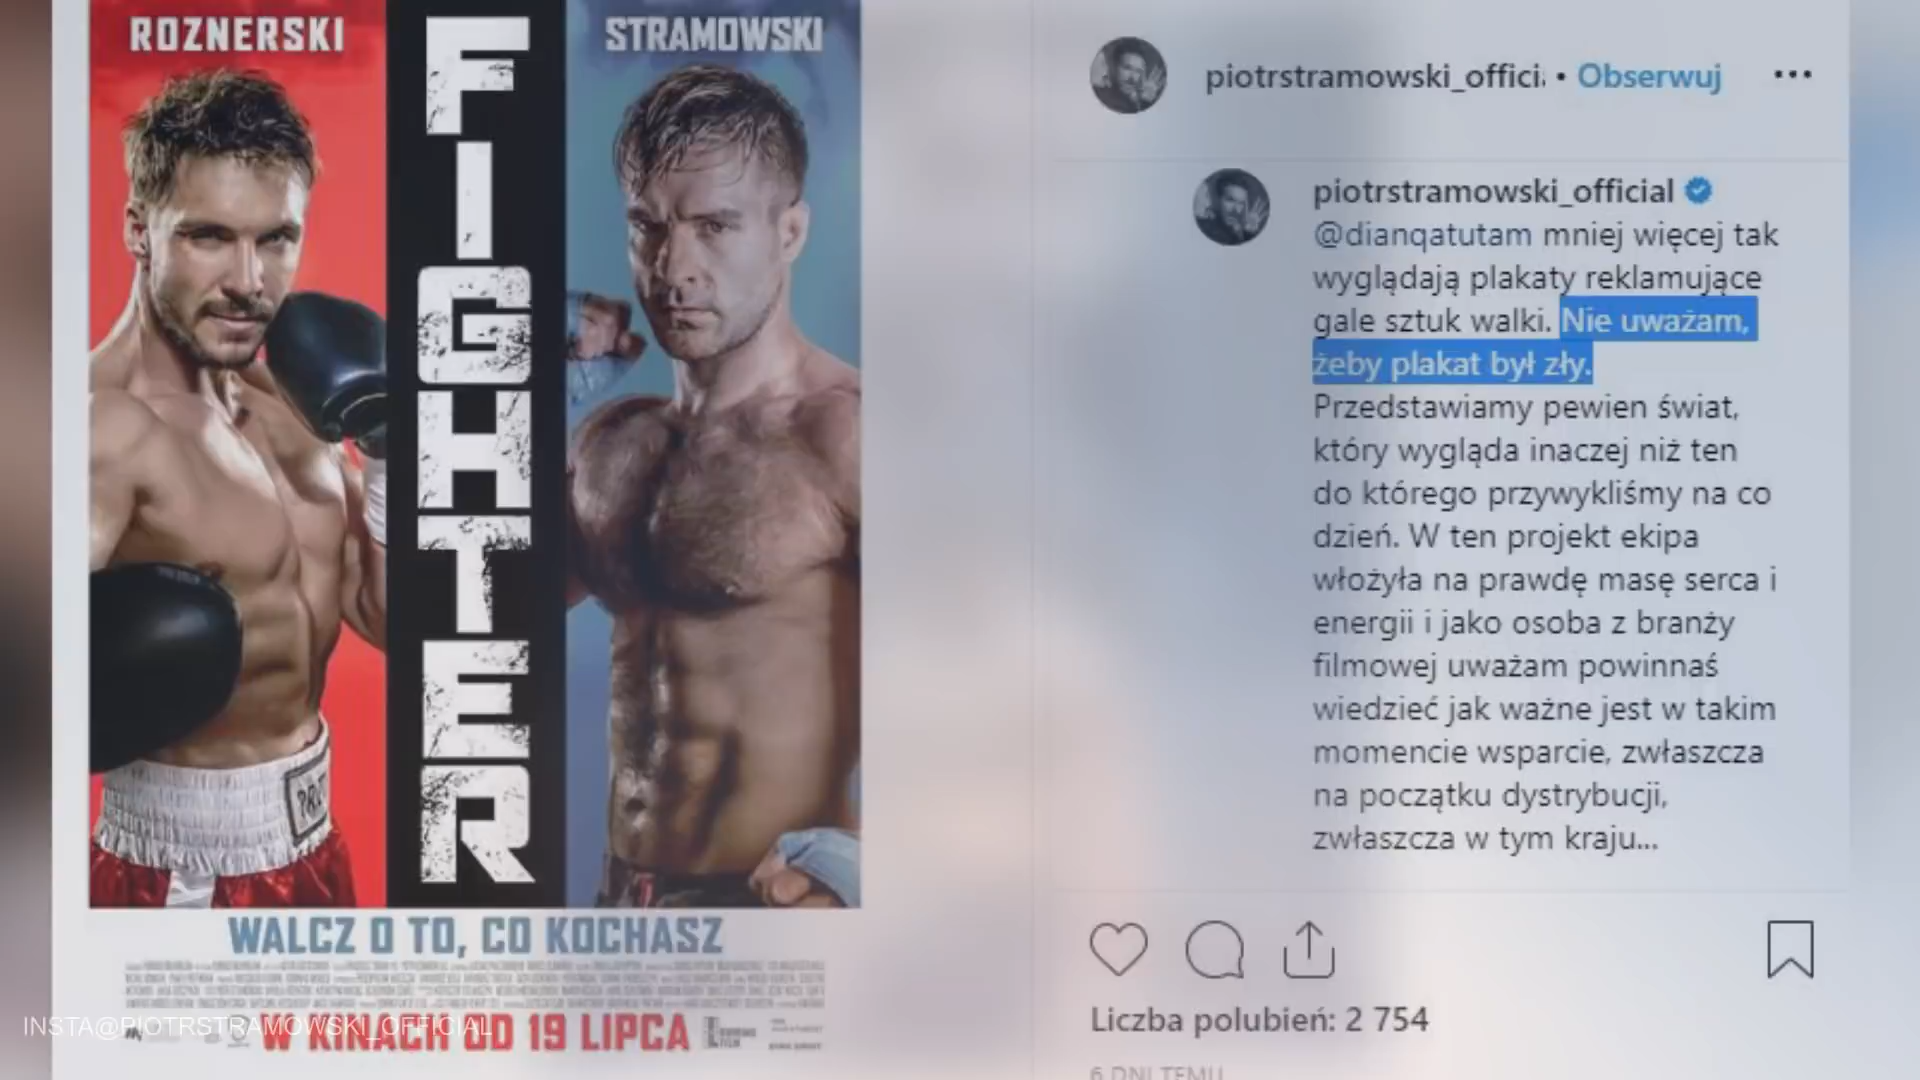 ROZNERSKI
STRAMOWSKI
FIGHTER
WALCZ O TO, CO KOCHASZ
W KINACH OD 19 LIPCA
INSTA@PIOTRSTRAMOWSKI_OFFICIAL
piotrstramowski_offici • Obserwuj
piotrstramowski_official
@dianqatutam mniej więcej tak
wyglądają plakaty reklamujące
gale sztuk walki. Nie uważam,
żeby plakat był zły.
Przedstawiamy pewien świat,
który wygląda inaczej niż ten
do którego przywykliśmy na co
dzień. W ten projekt ekipa
włożyła na prawdę masę serca i
energii i jako osoba z branży
filmowej uważam powinnaś
wiedzieć jak ważne jest w takim
momencie wsparcie, zwłaszcza
na początku dystrybucji,
zwłaszcza w tym kraju...
Liczba polubień: 2 754
6 DNI TEMU